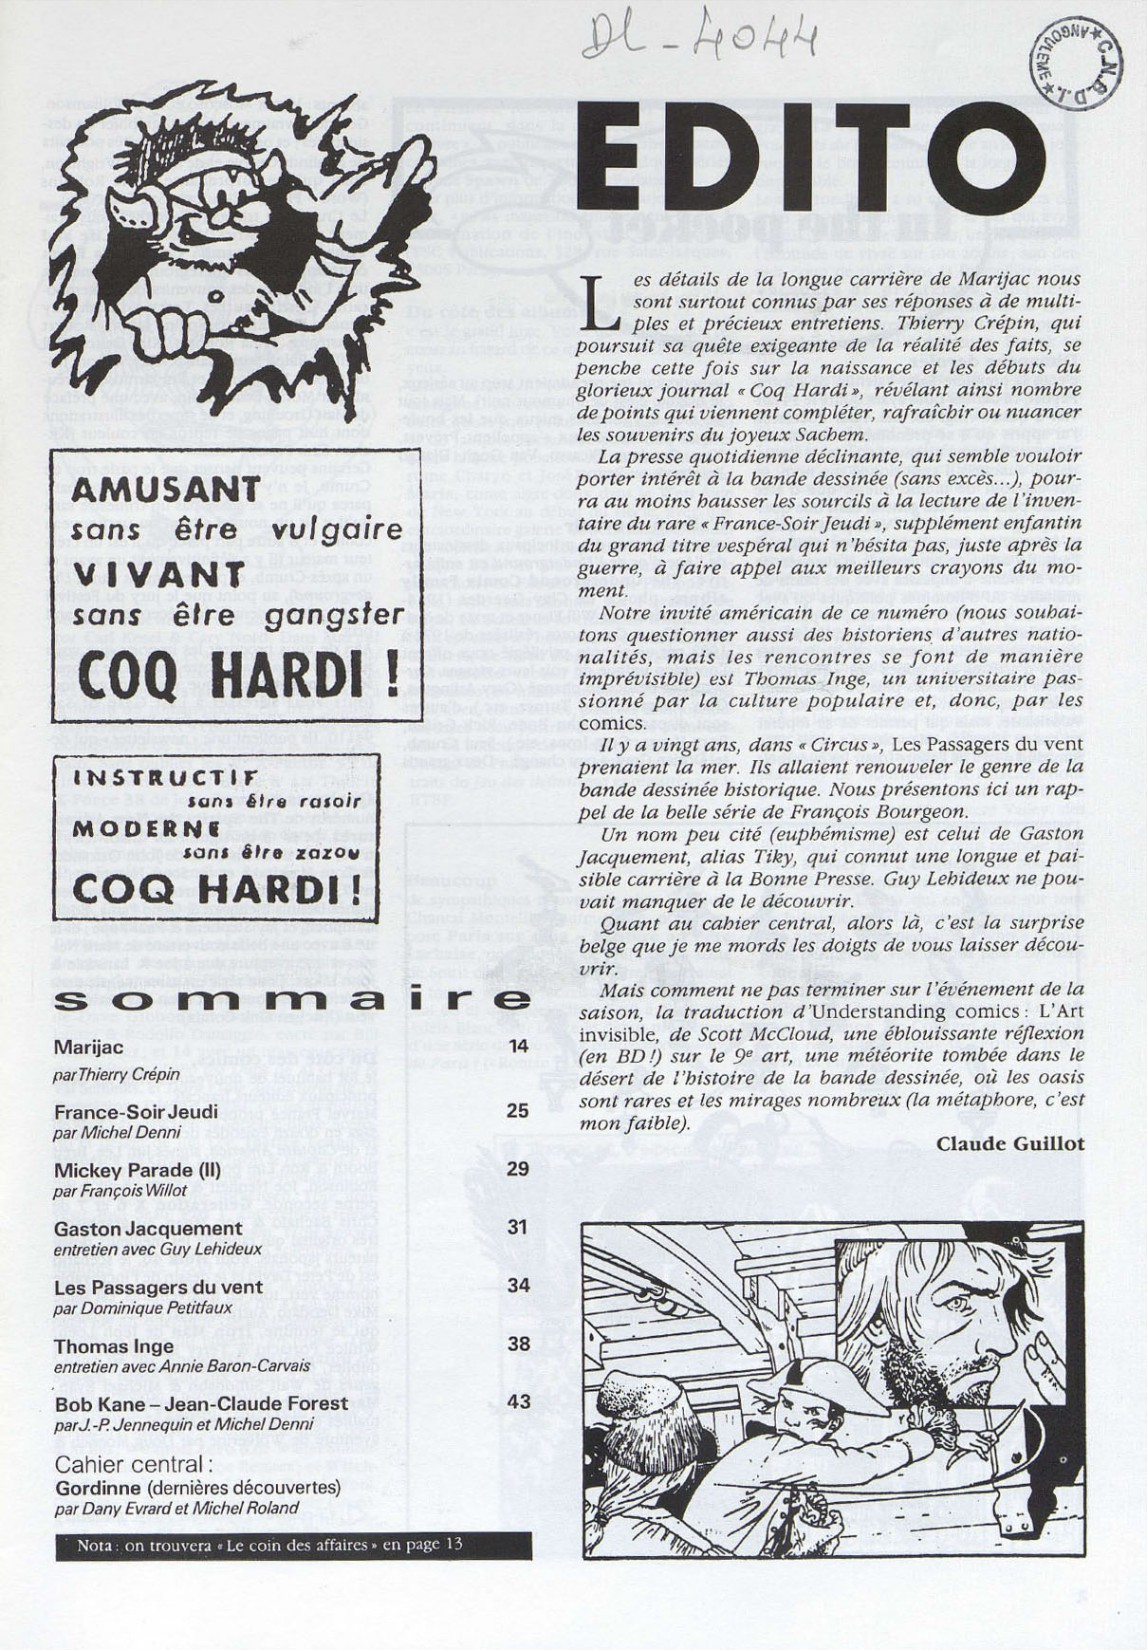 DL - 4044
C.N.B.D.I. ★ ANGOULEME ★
EDITO
AMUSANT
sans être vulgaire
VIVANT
sans être gangster
COQ HARDI !
INSTRUCTIF
sans être rasoir
MODERNE
sans être zazou
COQ HARDI !
sommaire
Marijac 14
par Thierry Crépin
France-Soir Jeudi 25
par Michel Denni
Mickey Parade (II) 29
par François Willot
Gaston Jacquement 31
entretien avec Guy Lehideux
Les Passagers du vent 34
par Dominique Petitfaux
Thomas Inge 38
entretien avec Annie Baron-Carvais
Bob Kane – Jean-Claude Forest 43
par J.-P. Jennequin et Michel Denni
Cahier central :
Gordinne (dernières découvertes)
par Dany Evrard et Michel Roland
Nota : on trouvera « Le coin des affaires » en page 13
Les détails de la longue carrière de Marijac nous
sont surtout connus par ses réponses à de multi-
ples et précieux entretiens. Thierry Crépin, qui
poursuit sa quête exigeante de la réalité des faits, se
penche cette fois sur la naissance et les débuts du
glorieux journal « Coq Hardi », révélant ainsi nombre
de points qui viennent compléter, rafraîchir ou nuancer
les souvenirs du joyeux Sachem.
La presse quotidienne déclinante, qui semble vouloir
porter intérêt à la bande dessinée (sans excès...), pour-
ra au moins hausser les sourcils à la lecture de l'inven-
taire du rare « France-Soir Jeudi », supplément enfantin
du grand titre vespéral qui n'hésita pas, juste après la
guerre, à faire appel aux meilleurs crayons du mo-
ment.
Notre invité américain de ce numéro (nous souhai-
tons questionner aussi des historiens d'autres natio-
nalités, mais les rencontres se font de manière
imprévisible) est Thomas Inge, un universitaire pas-
sionné par la culture populaire et, donc, par les
comics.
Il y a vingt ans, dans « Circus », Les Passagers du vent
prenaient la mer. Ils allaient renouveler le genre de la
bande dessinée historique. Nous présentons ici un rap-
pel de la belle série de François Bourgeon.
Un nom peu cité (euphémisme) est celui de Gaston
Jacquement, alias Tiky, qui connut une longue et pai-
sible carrière à la Bonne Presse. Guy Lehideux ne pou-
vait manquer de le découvrir.
Quant au cahier central, alors là, c'est la surprise
belge que je me mords les doigts de vous laisser décou-
vrir.
Mais comment ne pas terminer sur l'événement de la
saison, la traduction d'Understanding comics : L'Art
invisible, de Scott McCloud, une éblouissante réflexion
(en BD !) sur le 9e art, une météorite tombée dans le
désert de l'histoire de la bande dessinée, où les oasis
sont rares et les mirages nombreux (la métaphore, c'est
mon faible).
Claude Guillot